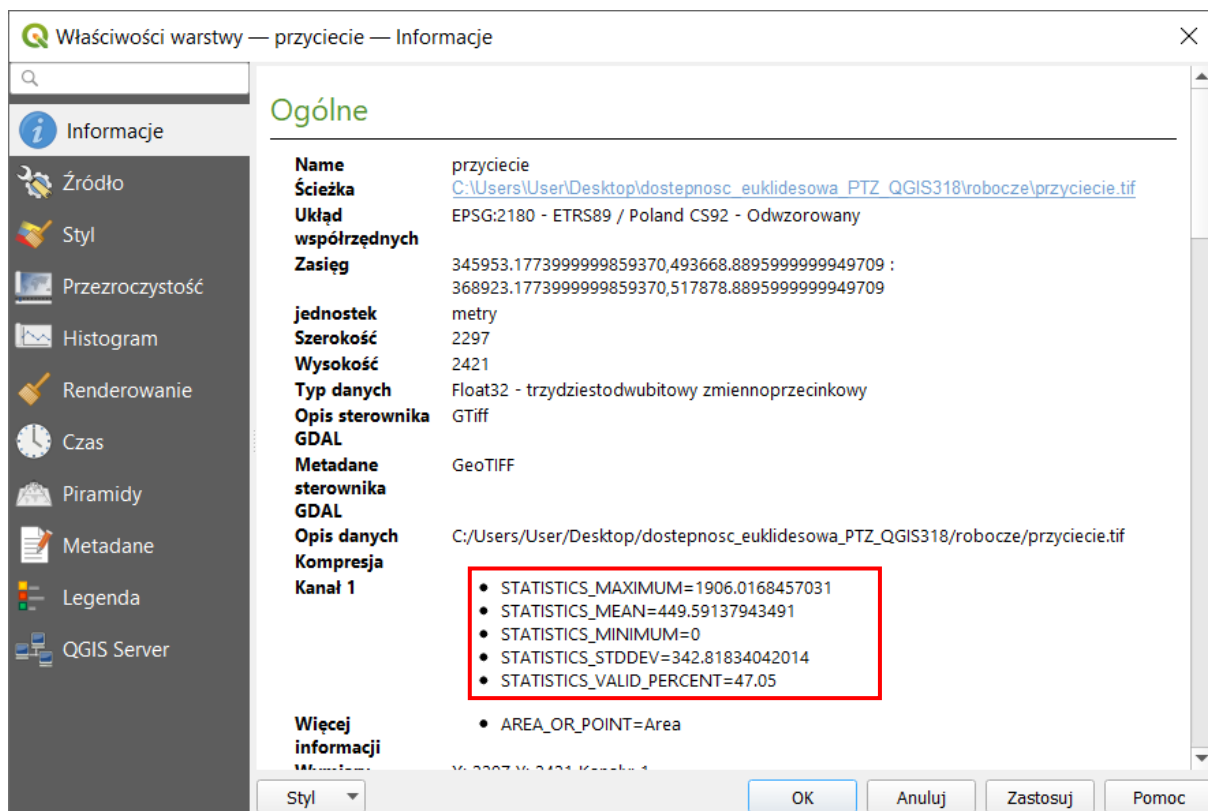 Właściwości warstwy — przyciecie — Informacje
Informacje
Źródło
Styl
Przezroczystość
Histogram
Renderowanie
Czas
Piramidy
Metadane
Legenda
QGIS Server
Ogólne
Name przyciecie
Ścieżka C:\Users\User\Desktop\dostepnosc_euklidesowa_PTZ_QGIS318\robocze\przyciecie.tif
Układ EPSG:2180 - ETRS89 / Poland CS92 - Odwzorowany
współrzędnych
Zasięg 345953.1773999999859370,493668.8895999999949709 :
368923.1773999999859370,517878.8895999999949709
jednostek metry
Szerokość 2297
Wysokość 2421
Typ danych Float32 - trzydziestodwubitowy zmiennoprzecinkowy
Opis sterownika GTiff
GDAL
Metadane GeoTIFF
sterownika
GDAL
Opis danych C:/Users/User/Desktop/dostepnosc_euklidesowa_PTZ_QGIS318/robocze/przyciecie.tif
Kompresja
Kanał 1 • STATISTICS_MAXIMUM=1906.0168457031
• STATISTICS_MEAN=449.59137943491
• STATISTICS_MINIMUM=0
• STATISTICS_STDDEV=342.81834042014
• STATISTICS_VALID_PERCENT=47.05
Więcej • AREA_OR_POINT=Area
informacji
Styl OK Anuluj Zastosuj Pomoc